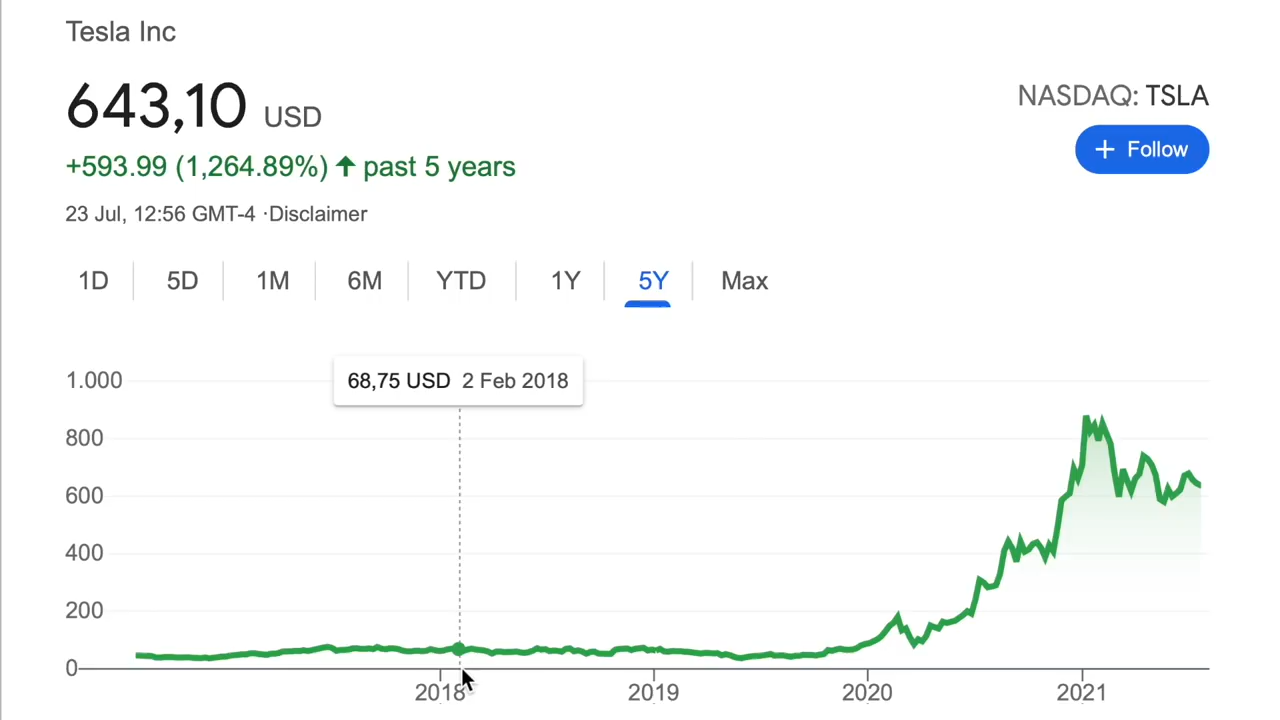 Tesla Inc
643,10 USD
NASDAQ: TSLA
+ Follow
+593.99 (1,264.89%) ↑ past 5 years
23 Jul, 12:56 GMT-4 ·Disclaimer
1D 5D 1M 6M YTD 1Y 5Y Max
68,75 USD 2 Feb 2018
1.000
800
600
400
200
0
2018 2019 2020 2021